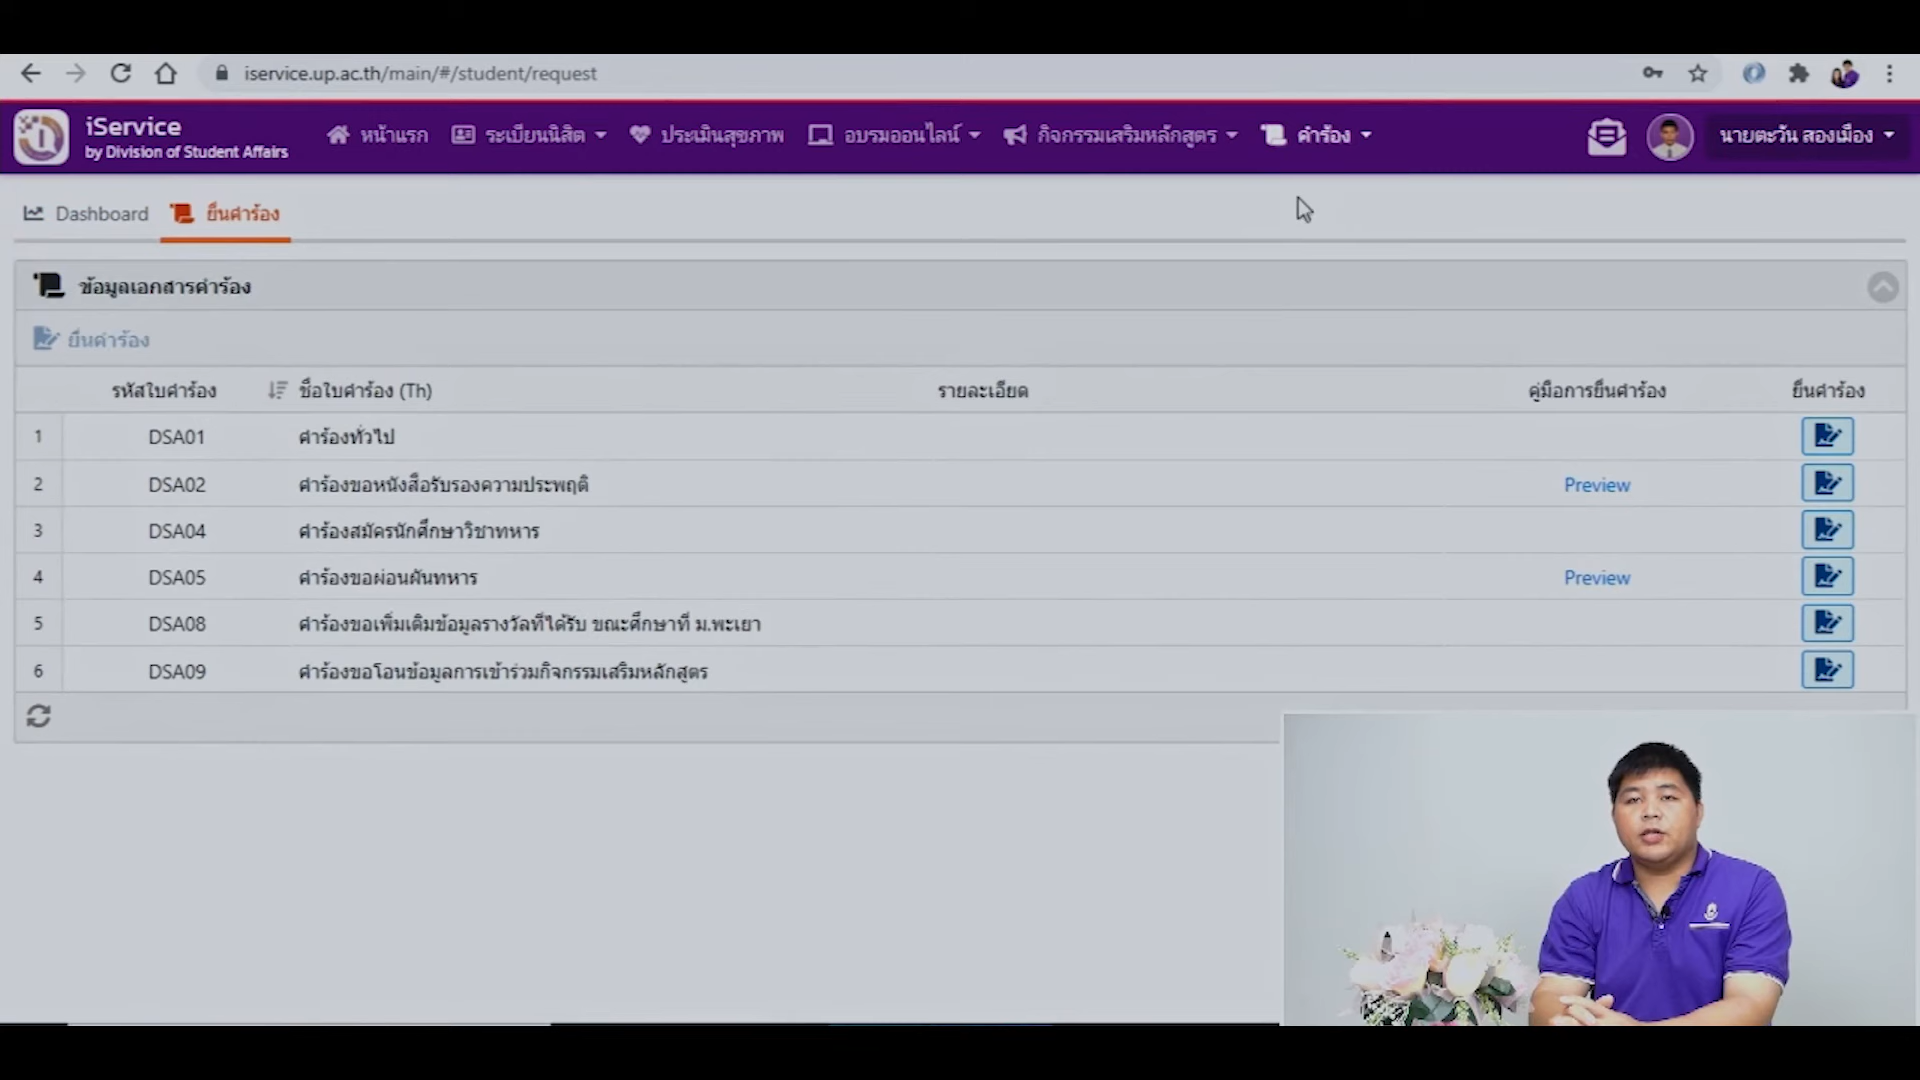 iservice.up.ac.th/main/#/student/request
iService
by Division of Student Affairs
หน้าแรก
ระเบียนนิสิต
ประเมินสุขภาพ
อบรมออนไลน์
กิจกรรมเสริมหลักสูตร
คำร้อง
นายตะวัน สองเมือง
Dashboard
ยื่นคำร้อง
ข้อมูลเอกสารคำร้อง
ยื่นคำร้อง
รหัสใบคำร้อง ชื่อใบคำร้อง (Th) รายละเอียด คู่มือการยื่นคำร้อง ยื่นคำร้อง
1 DSA01 คำร้องทั่วไป
2 DSA02 คำร้องขอหนังสือรับรองความประพฤติ Preview
3 DSA04 คำร้องสมัครนักศึกษาวิชาทหาร
4 DSA05 คำร้องขอผ่อนผันทหาร Preview
5 DSA08 คำร้องขอเพิ่มเติมข้อมูลรางวัลที่ได้รับ ขณะศึกษาที่ ม.พะเยา
6 DSA09 คำร้องขอโอนข้อมูลการเข้าร่วมกิจกรรมเสริมหลักสูตร